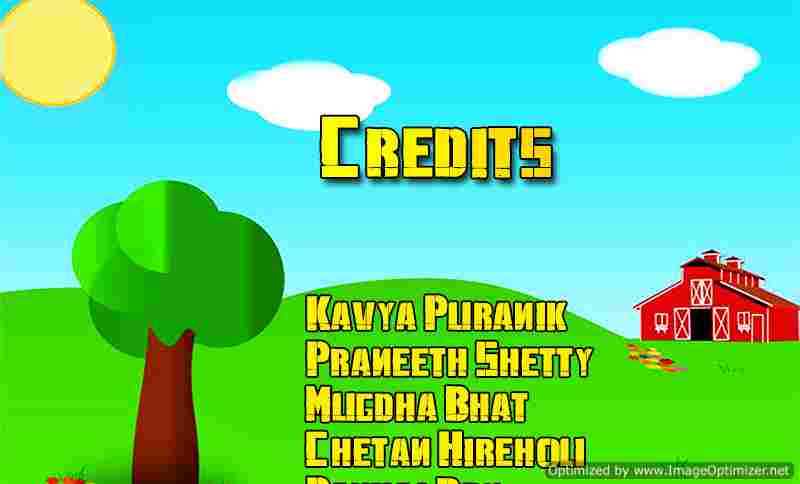 Credits
Kavya Puranik
Praneeth Shetty
Mugdha Bhat
Chetan Hireholi
Optimized by www.ImageOptimizer.net